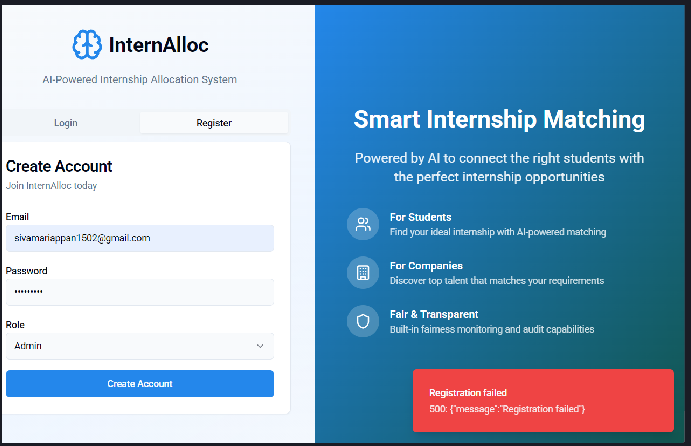 InternAlloc
AI-Powered Internship Allocation System
Login
Register
Create Account
Join InternAlloc today
Email
sivamariappan1502@gmail.com
Password
•••••••••
Role
Admin
Create Account
Smart Internship Matching
Powered by AI to connect the right students with
the perfect internship opportunities
For Students
Find your ideal internship with AI-powered matching
For Companies
Discover top talent that matches your requirements
Fair & Transparent
Built-in fairness monitoring and audit capabilities
Registration failed
500: {"message":"Registration failed"}